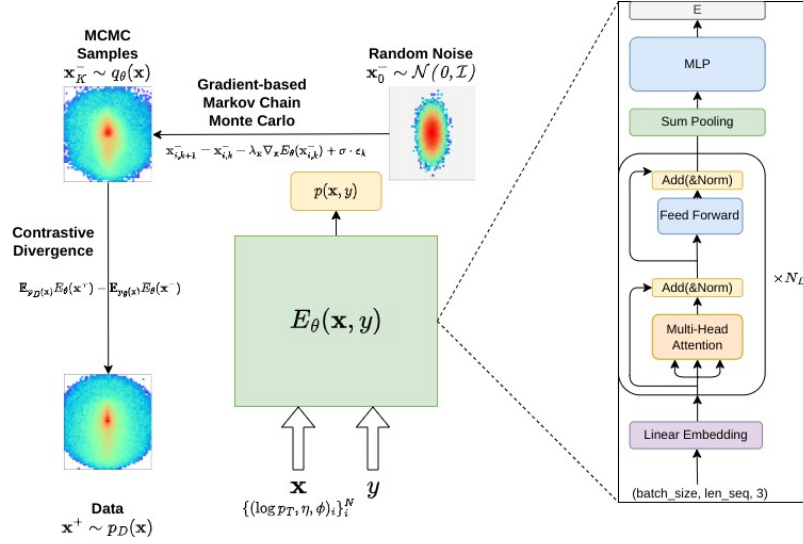 MCMC
Samples
x⁻_K ∼ q_θ(x)
Gradient-based
Markov Chain
Monte Carlo
Random Noise
x⁻_0 ∼ 𝒩(0, ℐ)
x⁻_{i,k+1} − x⁻_{i,k} − λ_x ∇_x E_θ(x⁻_{i,k}) + σ · ϵ_k
Contrastive
Divergence
𝔼_{p_D(x)} E_θ(x⁺) − 𝔼_{p_θ(x)} E_θ(x⁻)
Data
x⁺ ∼ p_D(x)
p(x, y)
E_θ(x, y)
x
y
{(log p_T, η, ϕ)_i}_i^N
E
MLP
Sum Pooling
Add(&Norm)
Feed Forward
Add(&Norm)
Multi-Head
Attention
Linear Embedding
(batch_size, len_seq, 3)